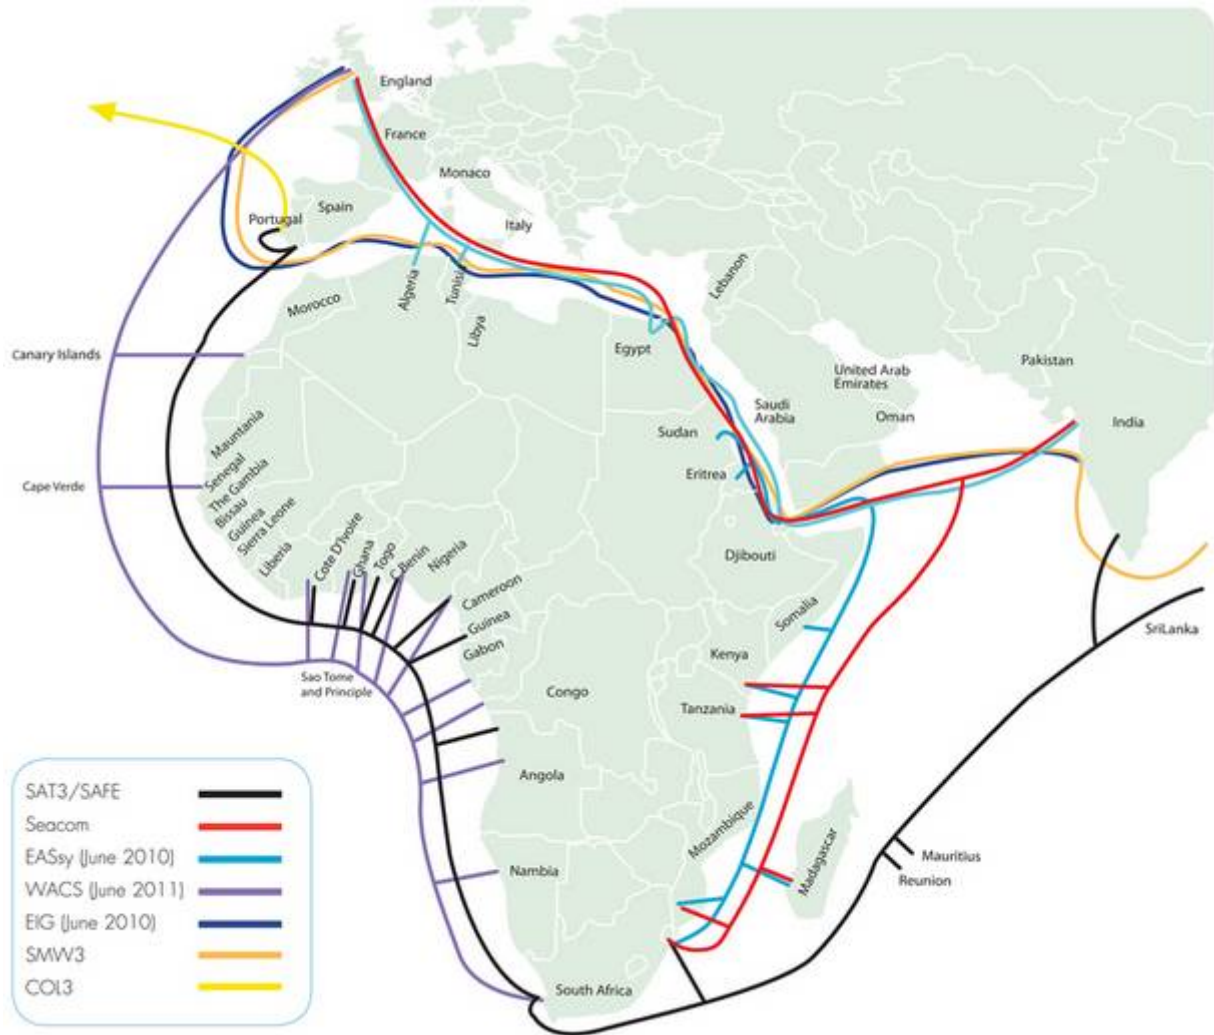 England
France
Monaco
Portugal
Spain
Italy
Algeria
Tunisi
Lebanon
Morocco
Libya
Canary Islands
Egypt
Pakistan
United Arab
Emirates
Saudi
Arabia
Oman
India
Sudan
Mauntania
Senegal
The Gambia
Bissau
Guinea
Sierra Leone
Liberia
Cape Verde
Eritrea
Cote D'Ivoire
Ghana
Togo
C.Benin
Nigeria
Cameroon
Guinea
Gabon
Djibouti
Somalia
SriLanka
Kenya
Sao Tome
and Principle
Congo
Tanzania
Angola
Mozambique
Madagascar
Mauritius
Reunion
Nambia
South Africa
SAT3/SAFE
Seacom
EASsy (June 2010)
WACS (June 2011)
EIG (June 2010)
SMW3
COL3